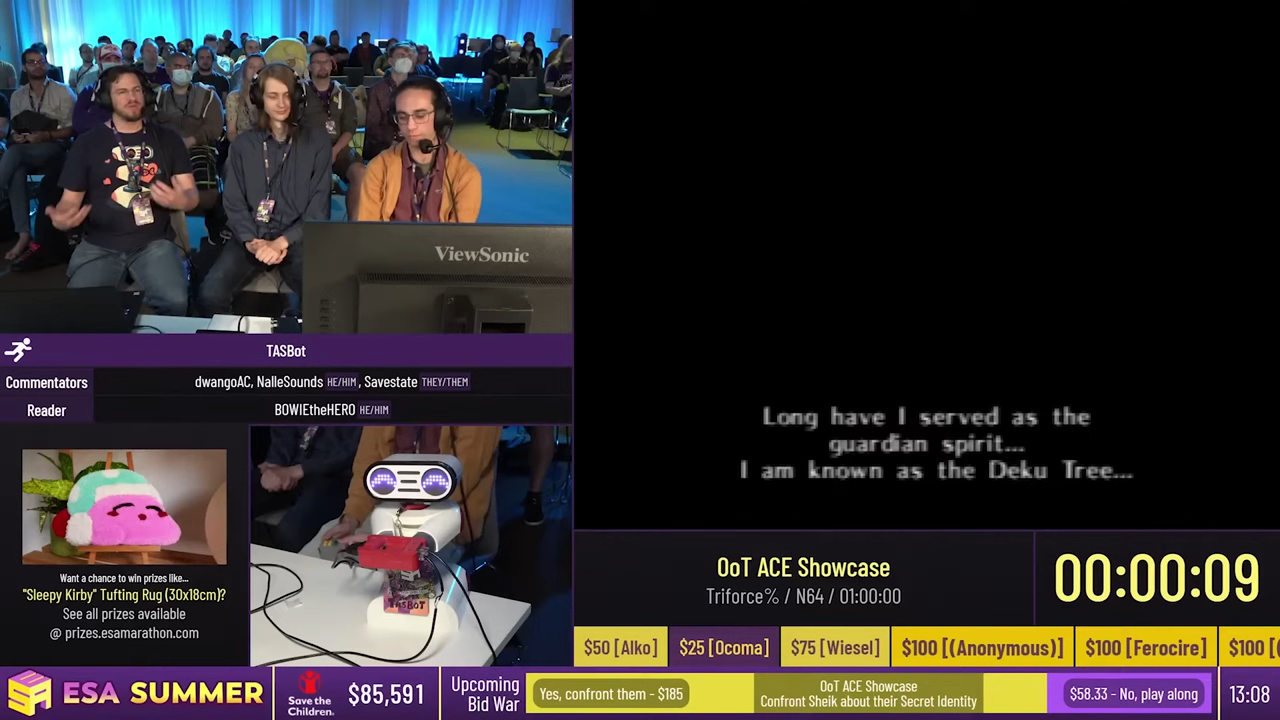 ViewSonic
TASBot
Commentators
dwangoAC, NalleSounds HE/HIM, Savestate THEY/THEM
Reader
BOWIEtheHERO HE/HIM
Long have I served as the
guardian spirit...
I am known as the Deku Tree...
TASBOT
Want a chance to win prizes like...
"Sleepy Kirby" Tufting Rug (30x18cm)?
See all prizes available
@ prizes.esamarathon.com
OoT ACE Showcase
Triforce% / N64 / 01:00:00
00:00:09
$50 [Alko]
$25 [Ocoma]
$75 [Wiesel]
$100 [(Anonymous)]
$100 [Ferocire]
$100 [(
ESA SUMMER
Save the
Children.
$85,591
Upcoming
Bid War
Yes, confront them - $185
OoT ACE Showcase
Confront Sheik about their Secret Identity
$58.33 - No, play along
13:08